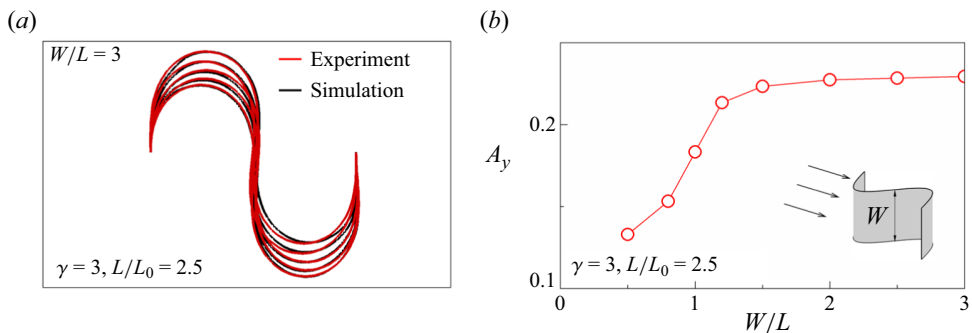 (a)
W/L = 3
Experiment
Simulation
γ = 3, L/L₀ = 2.5
(b)
0.2
A_y
W
γ = 3, L/L₀ = 2.5
0.1
0 1 2 3
W/L